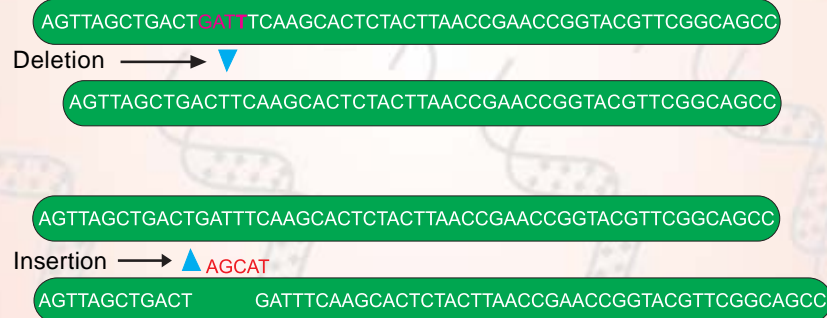 AGTTAGCTGACTGATTTCAAGCACTCTACTTAACCGAACCGGTACGTTCGGCAGCC
Deletion
AGTTAGCTGACTTCAAGCACTCTACTTAACCGAACCGGTACGTTCGGCAGCC
AGTTAGCTGACTGATTTCAAGCACTCTACTTAACCGAACCGGTACGTTCGGCAGCC
Insertion AGCAT
AGTTAGCTGACT GATTTCAAGCACTCTACTTAACCGAACCGGTACGTTCGGCAGCC